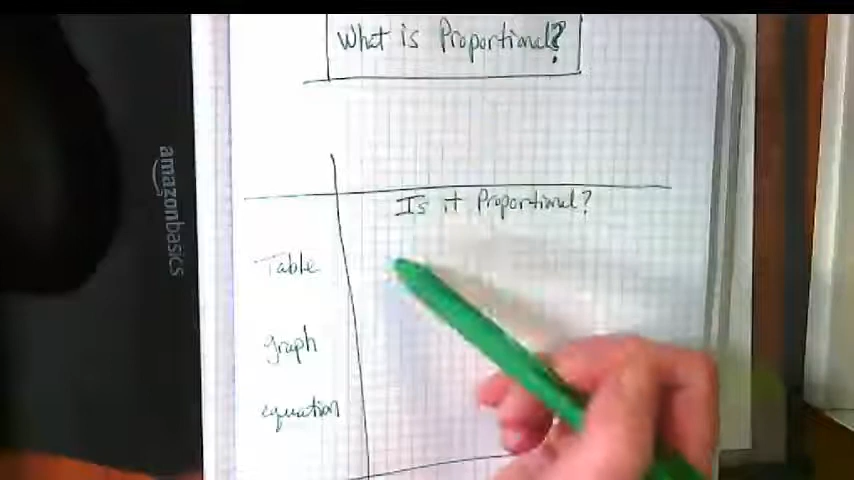 What is Proportional?
Is it Proportional?
Table
graph
equation
amazonbasics